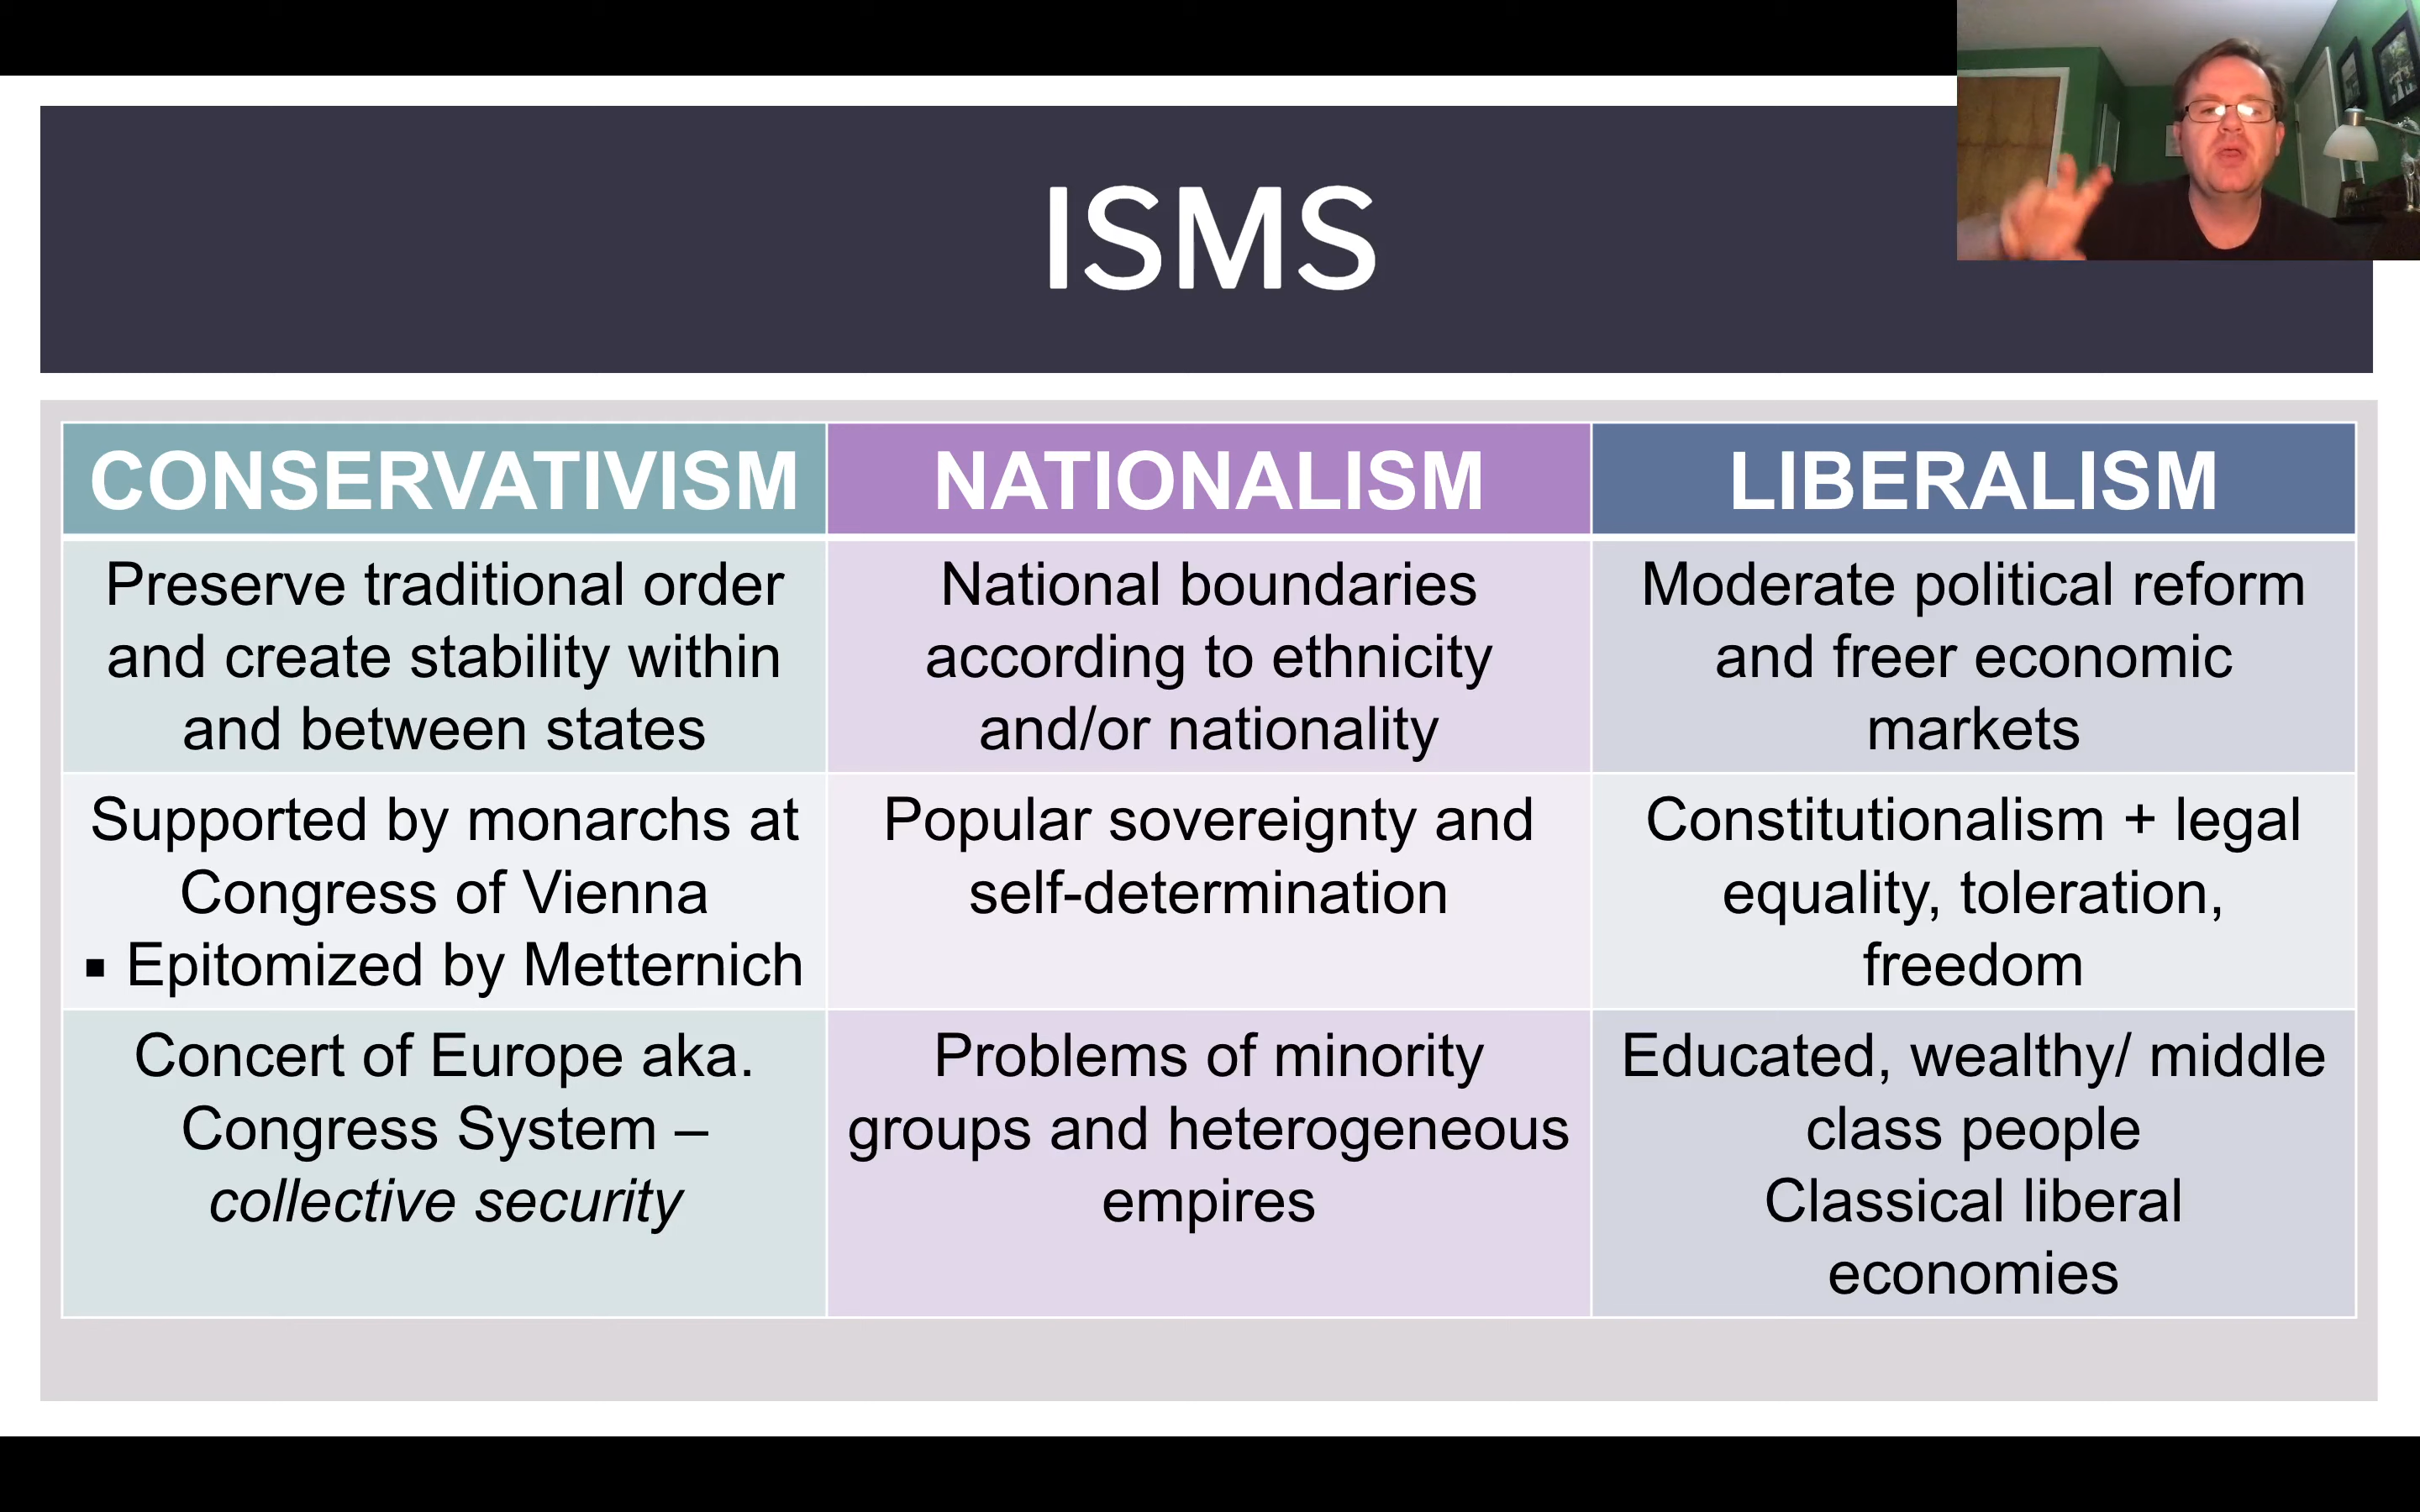 ISMS
CONSERVATIVISM
NATIONALISM
LIBERALISM
Preserve traditional order
and create stability within
and between states
National boundaries
according to ethnicity
and/or nationality
Moderate political reform
and freer economic
markets
Supported by monarchs at
Congress of Vienna
▪ Epitomized by Metternich
Popular sovereignty and
self-determination
Constitutionalism + legal
equality, toleration,
freedom
Concert of Europe aka.
Congress System –
collective security
Problems of minority
groups and heterogeneous
empires
Educated, wealthy/ middle
class people
Classical liberal
economies